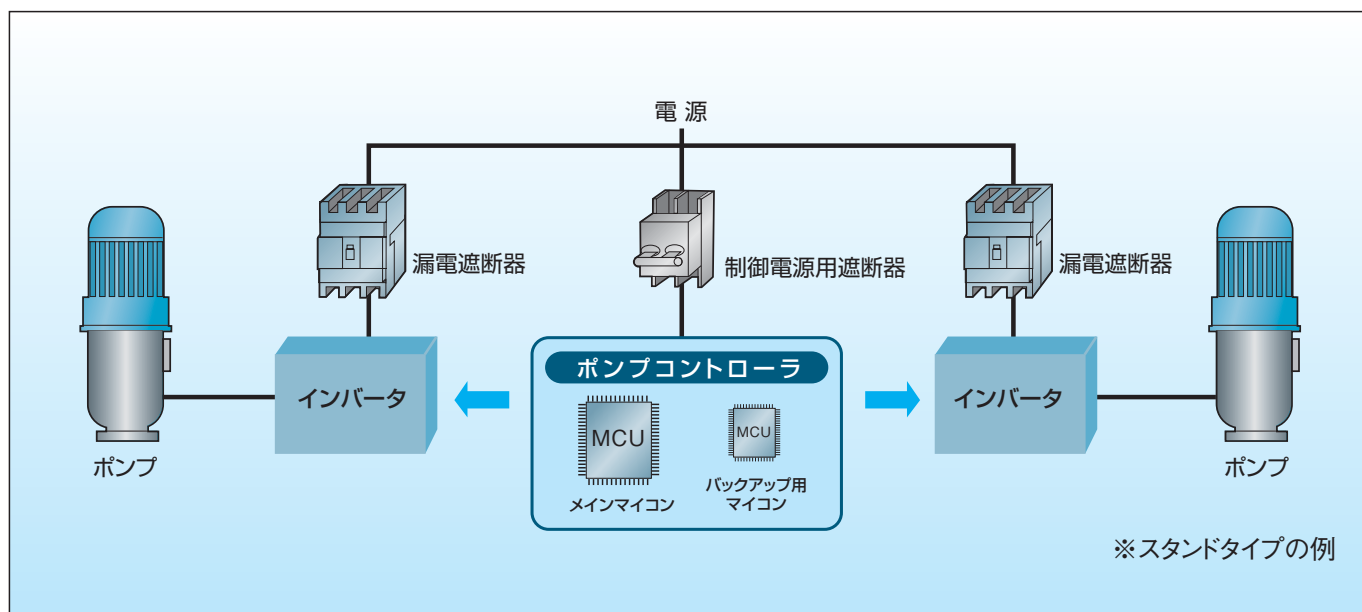 電源
漏電遮断器
制御電源用遮断器
漏電遮断器
ポンプコントローラ
インバータ
MCU
MCU
インバータ
ポンプ
メインマイコン
バックアップ用
マイコン
ポンプ
※スタンドタイプの例